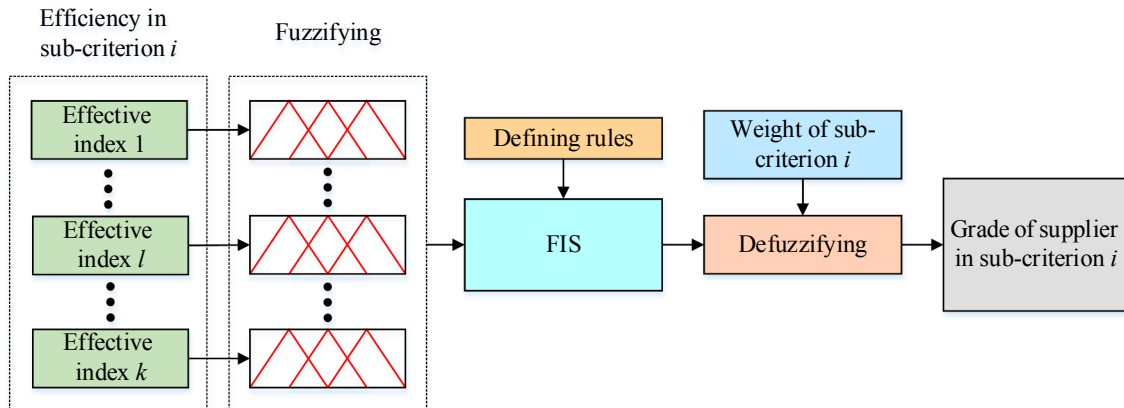 Efficiency in
sub-criterion i
Fuzzifying
Effective
index 1
Effective
index l
Effective
index k
Defining rules
FIS
Weight of sub-
criterion i
Defuzzifying
Grade of supplier
in sub-criterion i